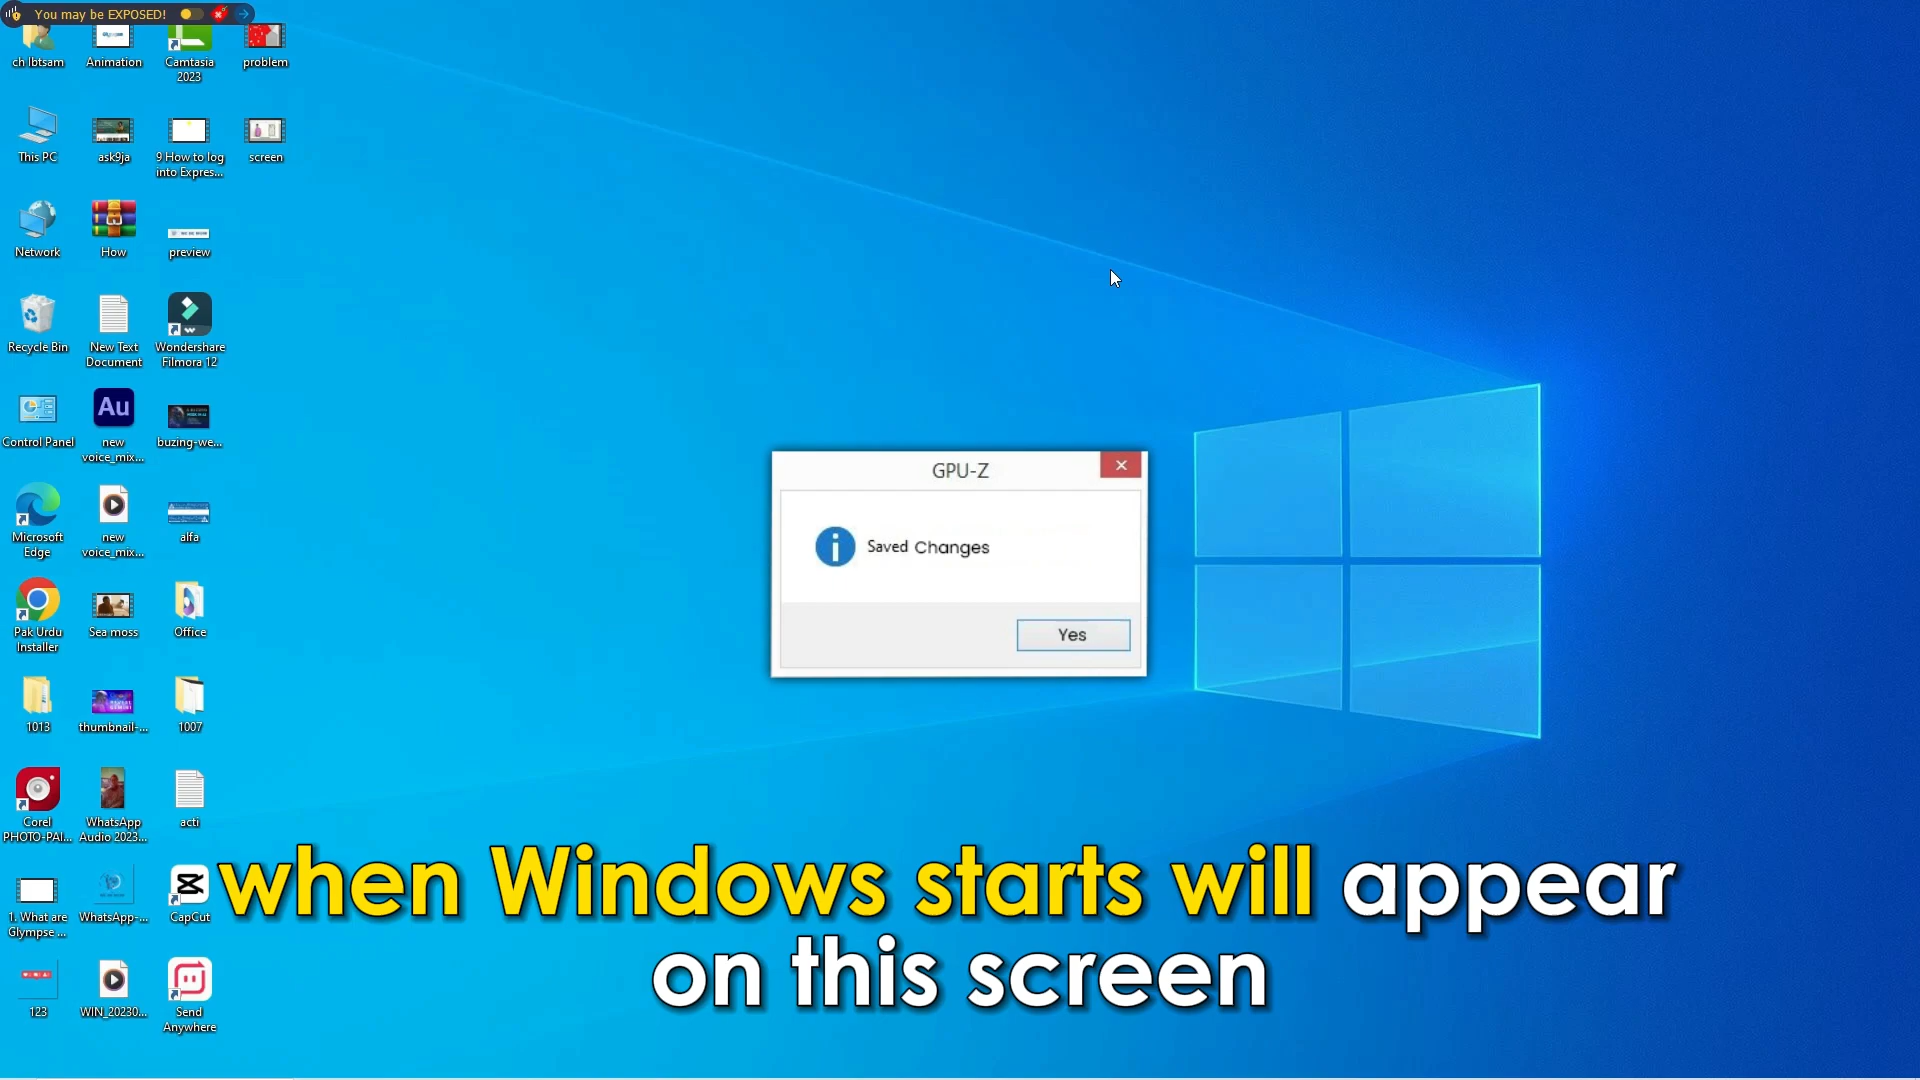 You may be EXPOSED!
ch Ibtsam
Animation
Camtasia
2023
problem
This PC
ask9ja
9 How to log
into Expres...
screen
Network
How
preview
Recycle Bin
New Text
Document
Wondershare
Filmora 12
Control Panel
Au
new
voice_mix...
buzing-we...
Microsoft
Edge
new
voice_mix...
alfa
Pak Urdu
Installer
Sea moss
Office
1013
thumbnail-...
1007
Corel
PHOTO-PAI...
WhatsApp
Audio 2023...
acti
1. What are
Glympse ...
WhatsApp-...
CapCut
123
WIN_20230...
Send
Anywhere
GPU-Z
Saved Changes
Yes
when Windows starts will appear
on this screen